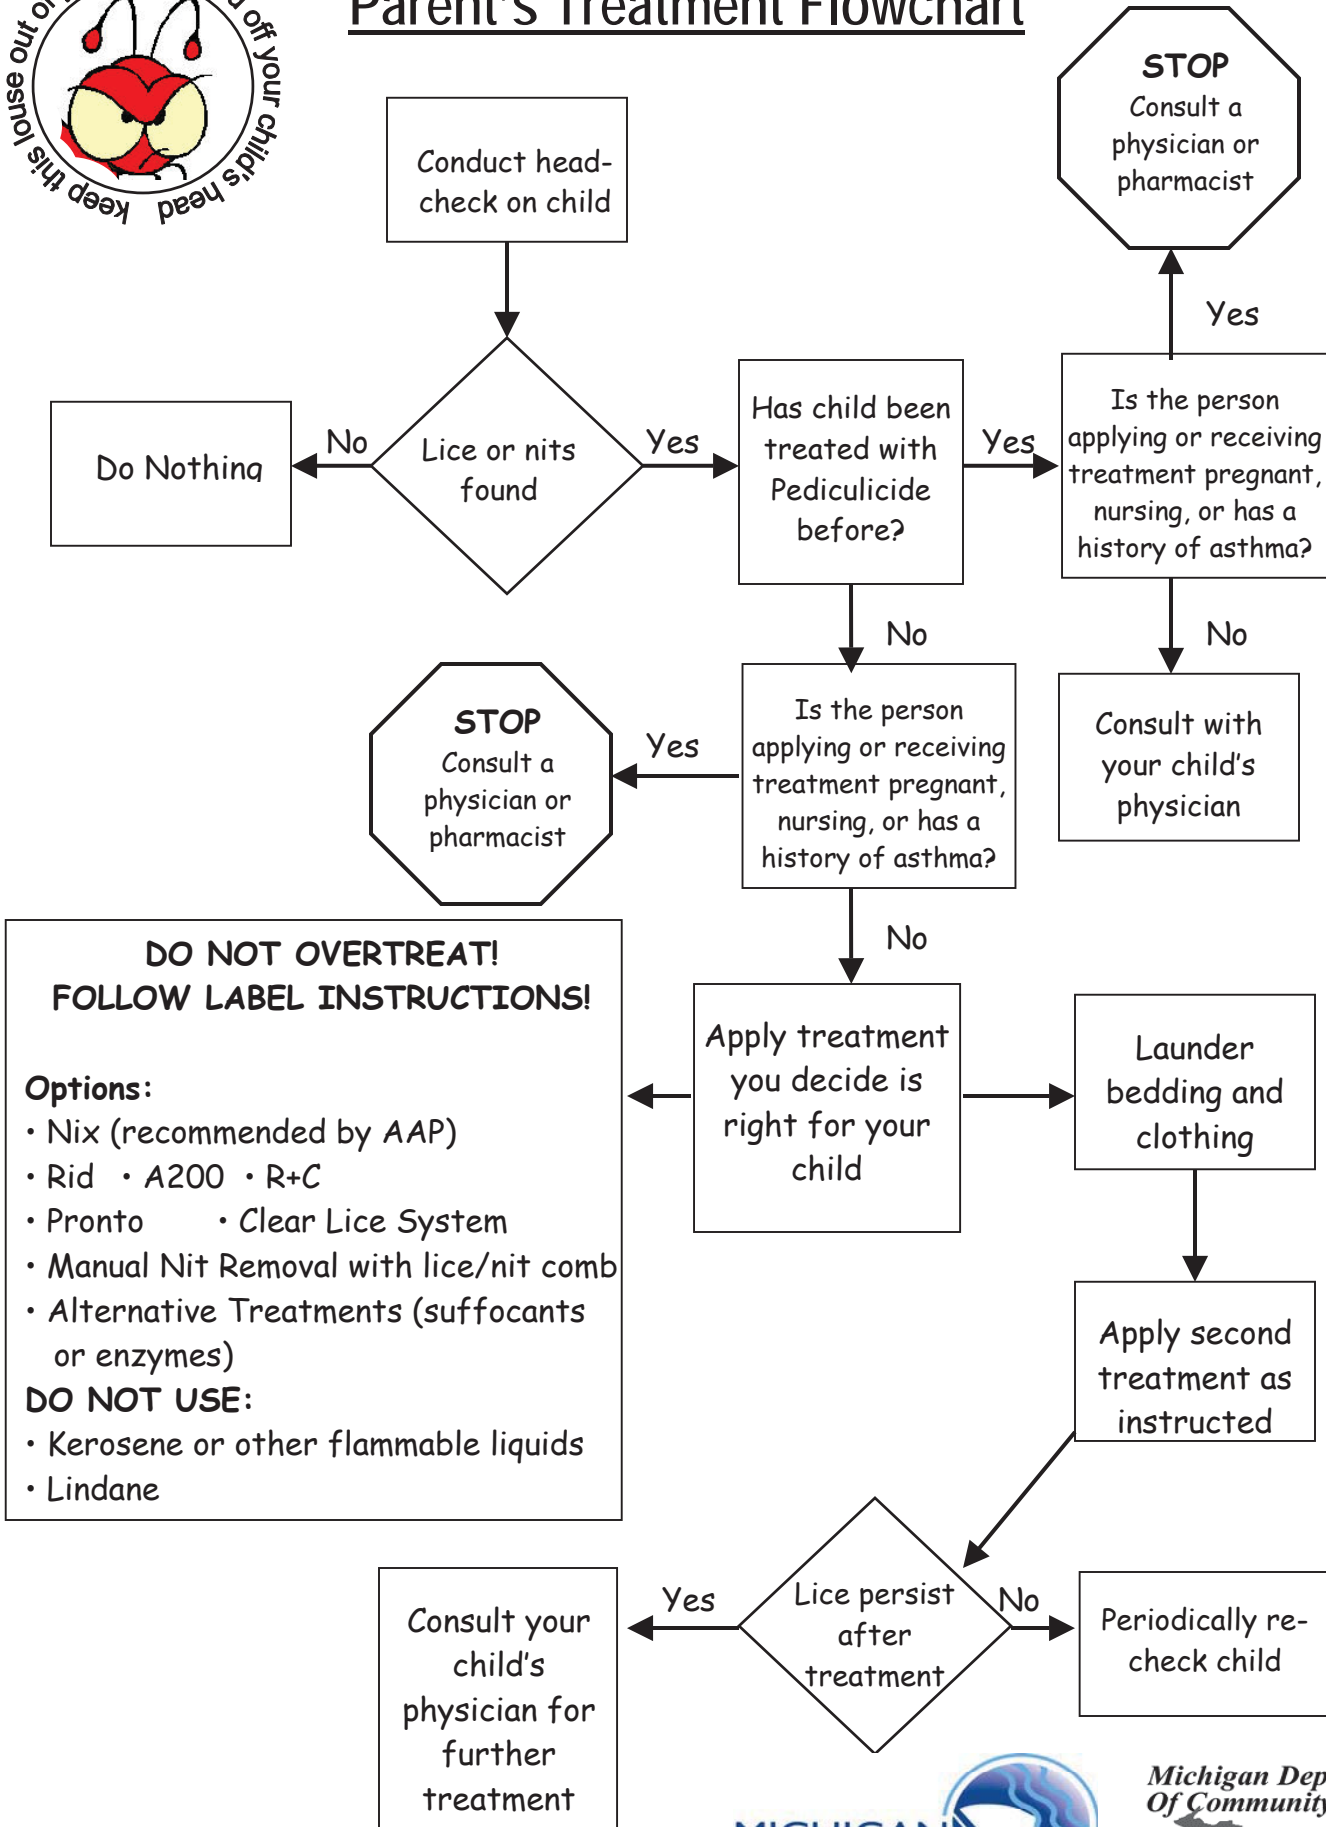 Parent's Treatment Flowchart
keep this louse out of
off your child's head
STOP
Consult a
physician or
pharmacist
Conduct head-
check on child
Yes
Do Nothing
No
Lice or nits
found
Yes
Has child been
treated with
Pediculicide
before?
Yes
Is the person
applying or receiving
treatment pregnant,
nursing, or has a
history of asthma?
No
No
STOP
Consult a
physician or
pharmacist
Yes
Is the person
applying or receiving
treatment pregnant,
nursing, or has a
history of asthma?
Consult with
your child's
physician
No
DO NOT OVERTREAT!
FOLLOW LABEL INSTRUCTIONS!
Options:
• Nix (recommended by AAP)
• Rid • A200 • R+C
• Pronto • Clear Lice System
• Manual Nit Removal with lice/nit comb
• Alternative Treatments (suffocants
or enzymes)
DO NOT USE:
• Kerosene or other flammable liquids
• Lindane
Apply treatment
you decide is
right for your
child
Launder
bedding and
clothing
Apply second
treatment as
instructed
Consult your
child's
physician for
further
treatment
Yes
Lice persist
after
treatment
No
Periodically re-
check child
MICHIGAN
Michigan Dep
Of Community